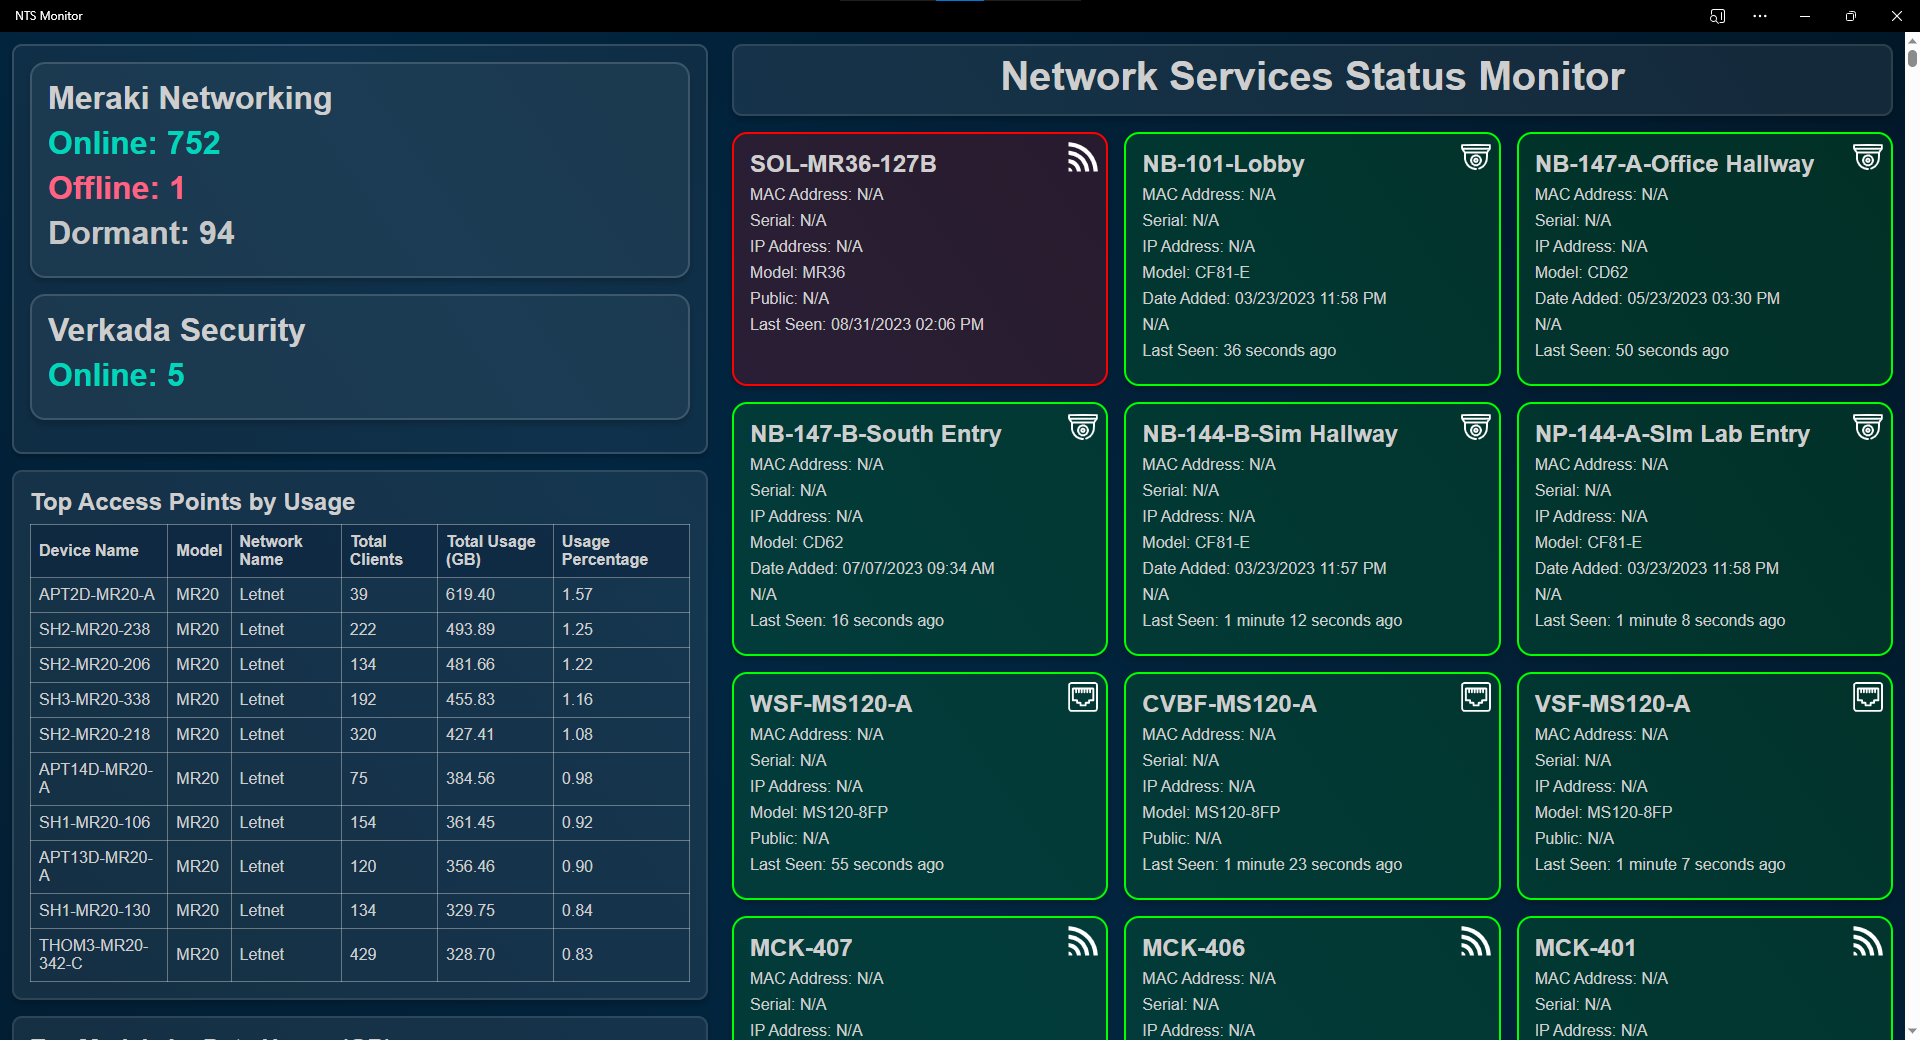 NTS Monitor
Meraki Networking
Online: 752
Offline: 1
Dormant: 94
Verkada Security
Online: 5
Top Access Points by Usage
Device Name Model Network Name Total Clients Total Usage (GB) Usage Percentage
APT2D-MR20-A MR20 Letnet 39 619.40 1.57
SH2-MR20-238 MR20 Letnet 222 493.89 1.25
SH2-MR20-206 MR20 Letnet 134 481.66 1.22
SH3-MR20-338 MR20 Letnet 192 455.83 1.16
SH2-MR20-218 MR20 Letnet 320 427.41 1.08
APT14D-MR20-A MR20 Letnet 75 384.56 0.98
SH1-MR20-106 MR20 Letnet 154 361.45 0.92
APT13D-MR20-A MR20 Letnet 120 356.46 0.90
SH1-MR20-130 MR20 Letnet 134 329.75 0.84
THOM3-MR20-342-C MR20 Letnet 429 328.70 0.83
Network Services Status Monitor
SOL-MR36-127B
MAC Address: N/A
Serial: N/A
IP Address: N/A
Model: MR36
Public: N/A
Last Seen: 08/31/2023 02:06 PM
NB-101-Lobby
MAC Address: N/A
Serial: N/A
IP Address: N/A
Model: CF81-E
Date Added: 03/23/2023 11:58 PM
N/A
Last Seen: 36 seconds ago
NB-147-A-Office Hallway
MAC Address: N/A
Serial: N/A
IP Address: N/A
Model: CD62
Date Added: 05/23/2023 03:30 PM
N/A
Last Seen: 50 seconds ago
NB-147-B-South Entry
MAC Address: N/A
Serial: N/A
IP Address: N/A
Model: CD62
Date Added: 07/07/2023 09:34 AM
N/A
Last Seen: 16 seconds ago
NB-144-B-Sim Hallway
MAC Address: N/A
Serial: N/A
IP Address: N/A
Model: CF81-E
Date Added: 03/23/2023 11:57 PM
N/A
Last Seen: 1 minute 12 seconds ago
NP-144-A-SIm Lab Entry
MAC Address: N/A
Serial: N/A
IP Address: N/A
Model: CF81-E
Date Added: 03/23/2023 11:58 PM
N/A
Last Seen: 1 minute 8 seconds ago
WSF-MS120-A
MAC Address: N/A
Serial: N/A
IP Address: N/A
Model: MS120-8FP
Public: N/A
Last Seen: 55 seconds ago
CVBF-MS120-A
MAC Address: N/A
Serial: N/A
IP Address: N/A
Model: MS120-8FP
Public: N/A
Last Seen: 1 minute 23 seconds ago
VSF-MS120-A
MAC Address: N/A
Serial: N/A
IP Address: N/A
Model: MS120-8FP
Public: N/A
Last Seen: 1 minute 7 seconds ago
MCK-407
MAC Address: N/A
Serial: N/A
IP Address: N/A
MCK-406
MAC Address: N/A
Serial: N/A
IP Address: N/A
MCK-401
MAC Address: N/A
Serial: N/A
IP Address: N/A